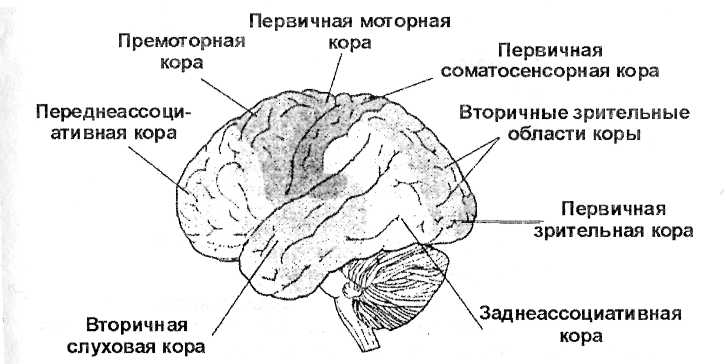 Первичная моторная
кора
Премоторная
кора
Первичная
соматосенсорная кора
Переднеассоци-
ативная кора
Вторичные зрительные
области коры
Первичная
зрительная кора
Заднеассоциативная
кора
Вторичная
слуховая кора